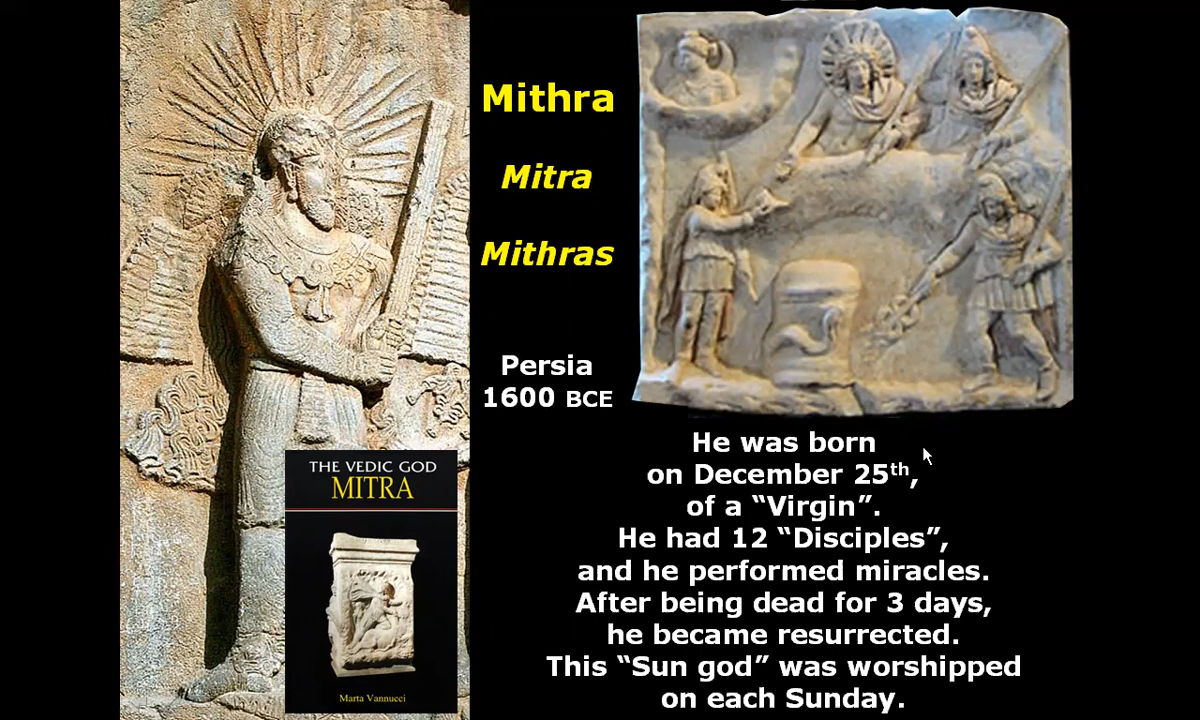 Mithra
Mitra
Mithras
Persia
1600 BCE
THE VEDIC GOD
MITRA
Marta Vannucci
He was born
on December 25th,
of a “Virgin”.
He had 12 “Disciples”,
and he performed miracles.
After being dead for 3 days,
he became resurrected.
This “Sun god” was worshipped
on each Sunday.